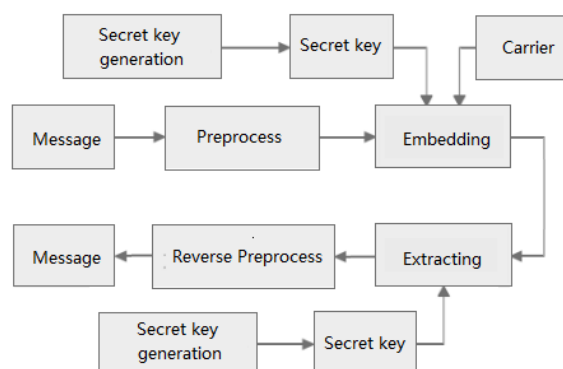 Secret key
generation
Secret key
Carrier
Message
Preprocess
Embedding
Message
Reverse Preprocess
Extracting
Secret key
generation
Secret key